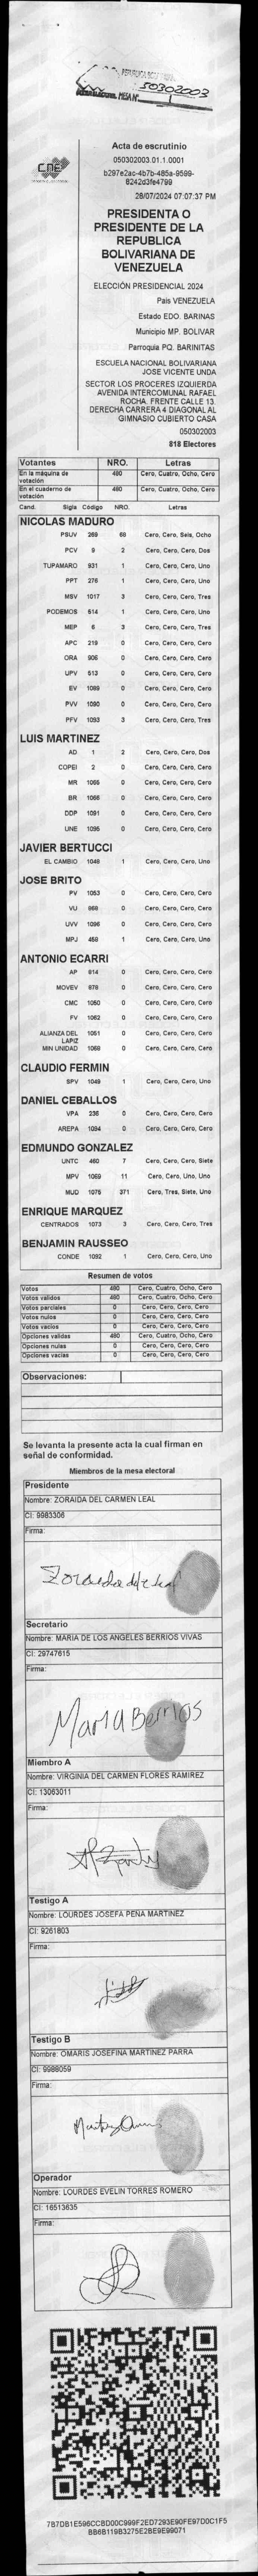 50302003
MESA Nº 1
CNE
Acta de escrutinio
050302003.01.1.0001
b297e2ac-4b7b-485a-9599-
8242d3fe4799
28/07/2024 07:07:37 PM
PRESIDENTA O
PRESIDENTE DE LA
REPUBLICA
BOLIVARIANA DE
VENEZUELA
ELECCIÓN PRESIDENCIAL 2024
Pais VENEZUELA
Estado EDO. BARINAS
Municipio MP. BOLIVAR
Parroquia PQ. BARINITAS
ESCUELA NACIONAL BOLIVARIANA
JOSE VICENTE UNDA
SECTOR LOS PROCERES IZQUIERDA
AVENIDA INTERCOMUNAL RAFAEL
ROCHA. FRENTE CALLE 13.
DERECHA CARRERA 4 DIAGONAL AL
GIMNASIO CUBIERTO CASA
050302003
818 Electores
Votantes NRO. Letras
En la máquina de votación 480 Cero, Cuatro, Ocho, Cero
En el cuaderno de votación 480 Cero, Cuatro, Ocho, Cero
Cand. Sigla Código NRO. Letras
NICOLAS MADURO
PSUV 269 68 Cero, Cero, Seis, Ocho
PCV 9 2 Cero, Cero, Cero, Dos
TUPAMARO 931 1 Cero, Cero, Cero, Uno
PPT 276 1 Cero, Cero, Cero, Uno
MSV 1017 3 Cero, Cero, Cero, Tres
PODEMOS 514 1 Cero, Cero, Cero, Uno
MEP 6 3 Cero, Cero, Cero, Tres
APC 219 0 Cero, Cero, Cero, Cero
ORA 906 0 Cero, Cero, Cero, Cero
UPV 513 0 Cero, Cero, Cero, Cero
EV 1089 0 Cero, Cero, Cero, Cero
PVV 1090 0 Cero, Cero, Cero, Cero
PFV 1093 3 Cero, Cero, Cero, Tres
LUIS MARTINEZ
AD 1 2 Cero, Cero, Cero, Dos
COPEI 2 0 Cero, Cero, Cero, Cero
MR 1065 0 Cero, Cero, Cero, Cero
BR 1066 0 Cero, Cero, Cero, Cero
DDP 1091 0 Cero, Cero, Cero, Cero
UNE 1095 0 Cero, Cero, Cero, Cero
JAVIER BERTUCCI
EL CAMBIO 1048 1 Cero, Cero, Cero, Uno
JOSE BRITO
PV 1053 0 Cero, Cero, Cero, Cero
VU 968 0 Cero, Cero, Cero, Cero
UVV 1096 0 Cero, Cero, Cero, Cero
MPJ 458 1 Cero, Cero, Cero, Uno
ANTONIO ECARRI
AP 814 0 Cero, Cero, Cero, Cero
MOVEV 878 0 Cero, Cero, Cero, Cero
CMC 1050 0 Cero, Cero, Cero, Cero
FV 1062 0 Cero, Cero, Cero, Cero
ALIANZA DEL LAPIZ 1051 0 Cero, Cero, Cero, Cero
MIN UNIDAD 1069 0 Cero, Cero, Cero, Cero
CLAUDIO FERMIN
SPV 1049 1 Cero, Cero, Cero, Uno
DANIEL CEBALLOS
VPA 236 0 Cero, Cero, Cero, Cero
AREPA 1094 0 Cero, Cero, Cero, Cero
EDMUNDO GONZALEZ
UNTC 460 7 Cero, Cero, Cero, Siete
MPV 1069 11 Cero, Cero, Uno, Uno
MUD 1075 371 Cero, Tres, Siete, Uno
ENRIQUE MARQUEZ
CENTRADOS 1073 3 Cero, Cero, Cero, Tres
BENJAMIN RAUSSEO
CONDE 1092 1 Cero, Cero, Cero, Uno
Resumen de votos
Votos 480 Cero, Cuatro, Ocho, Cero
Votos válidos 480 Cero, Cuatro, Ocho, Cero
Votos parciales 0 Cero, Cero, Cero, Cero
Votos nulos 0 Cero, Cero, Cero, Cero
Votos vacíos 0 Cero, Cero, Cero, Cero
Opciones validas 480 Cero, Cuatro, Ocho, Cero
Opciones nulas 0 Cero, Cero, Cero, Cero
Opciones vacias 0 Cero, Cero, Cero, Cero
Observaciones:
Se levanta la presente acta la cual firman en
señal de conformidad.
Miembros de la mesa electoral
Presidente
Nombre: ZORAIDA DEL CARMEN LEAL
CI: 9983306
Firma:
Zoraida del C Leal
Secretario
Nombre: MARIA DE LOS ANGELES BERRIOS VIVAS
CI: 29747615
Firma:
Maria Berrios
Miembro A
Nombre: VIRGINIA DEL CARMEN FLORES RAMIREZ
CI: 13063011
Firma:
Testigo A
Nombre: LOURDES JOSEFA PEÑA MARTINEZ
CI: 9261803
Firma:
Testigo B
Nombre: OMARIS JOSEFINA MARTINEZ PARRA
CI: 9988059
Firma:
Operador
Nombre: LOURDES EVELIN TORRES ROMERO
CI: 16513635
Firma:
7B7DB1E596CCBD00C999F2ED7293E90FE97D0C1F5
BB6B119B3275E2BE9E99071